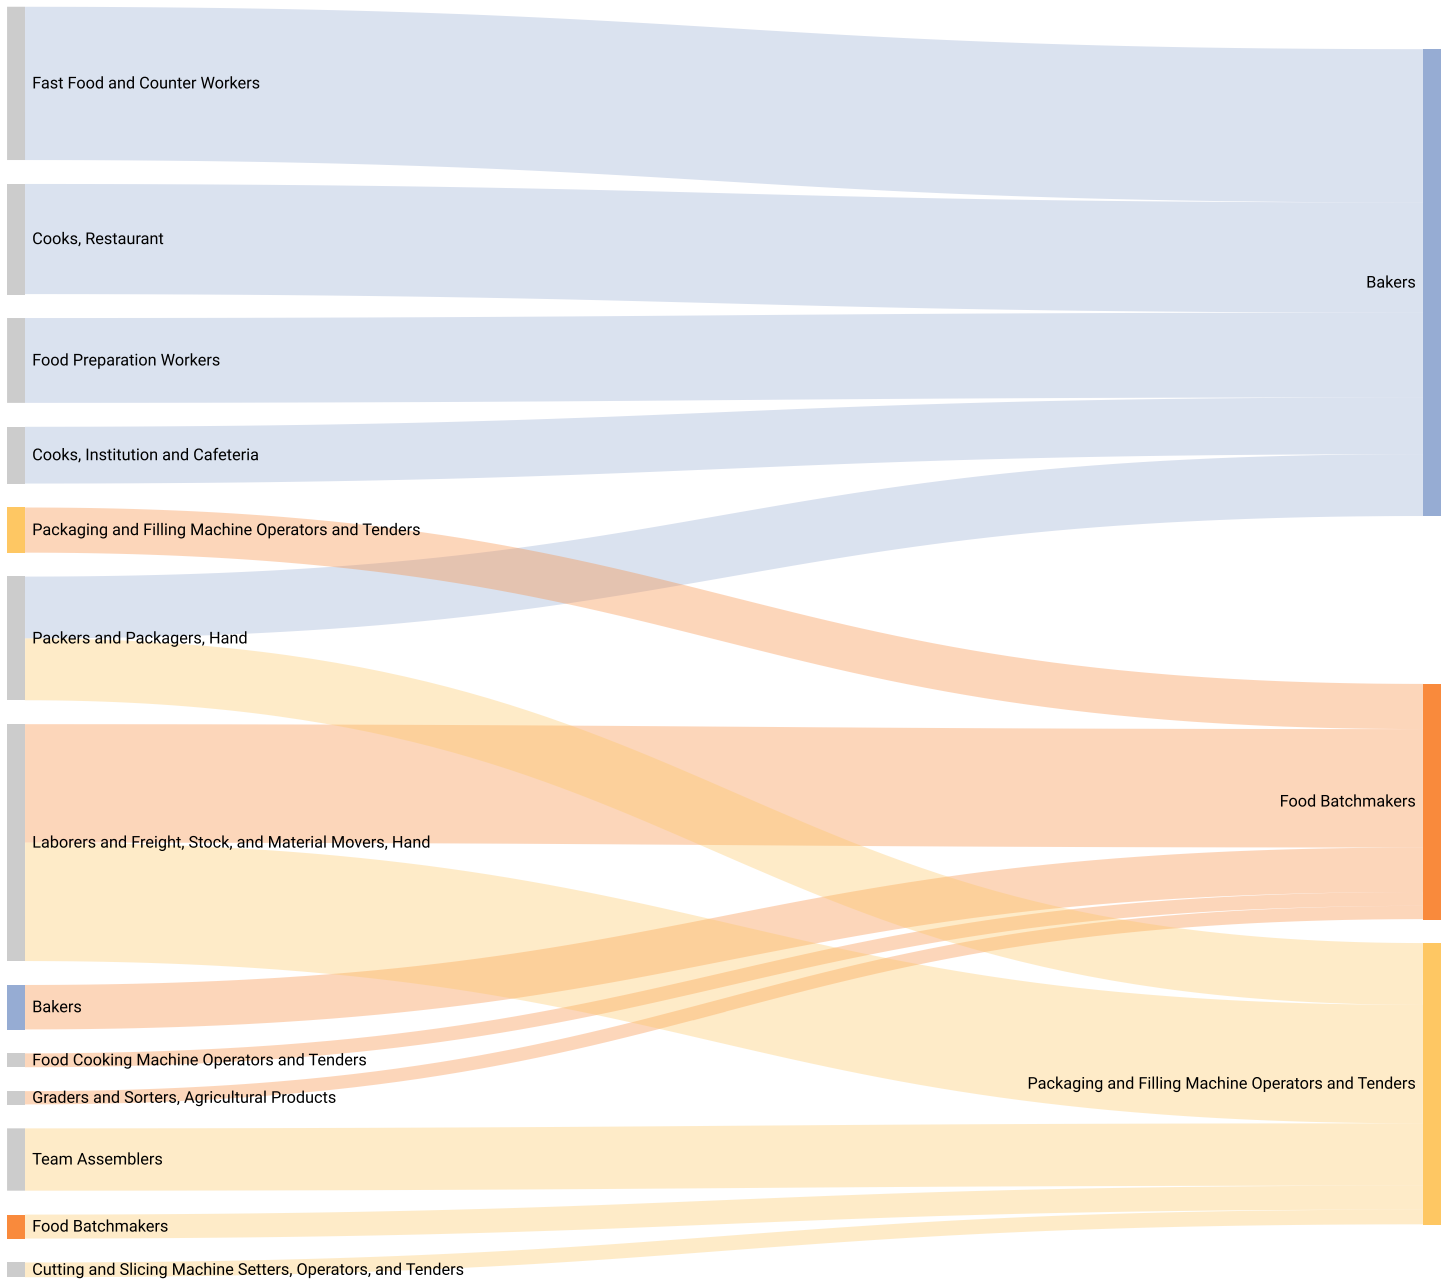 Fast Food and Counter Workers
Cooks, Restaurant
Bakers
Food Preparation Workers
Cooks, Institution and Cafeteria
Packaging and Filling Machine Operators and Tenders
Packers and Packagers, Hand
Food Batchmakers
Laborers and Freight, Stock, and Material Movers, Hand
Bakers
Food Cooking Machine Operators and Tenders
Packaging and Filling Machine Operators and Tenders
Graders and Sorters, Agricultural Products
Team Assemblers
Food Batchmakers
Cutting and Slicing Machine Setters, Operators, and Tenders